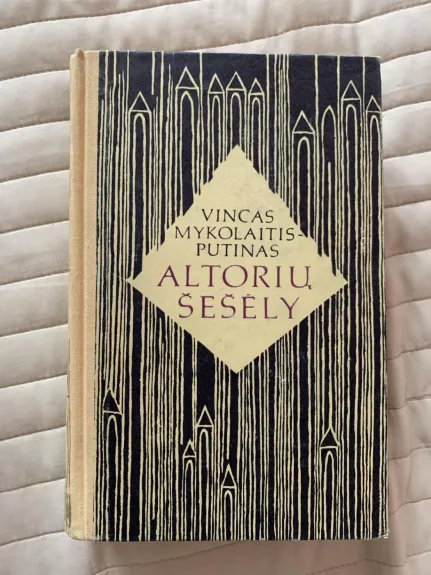 VINCAS
MYKOLAITIS-
PUTINAS
ALTORIŲ
ŠEŠĖLY